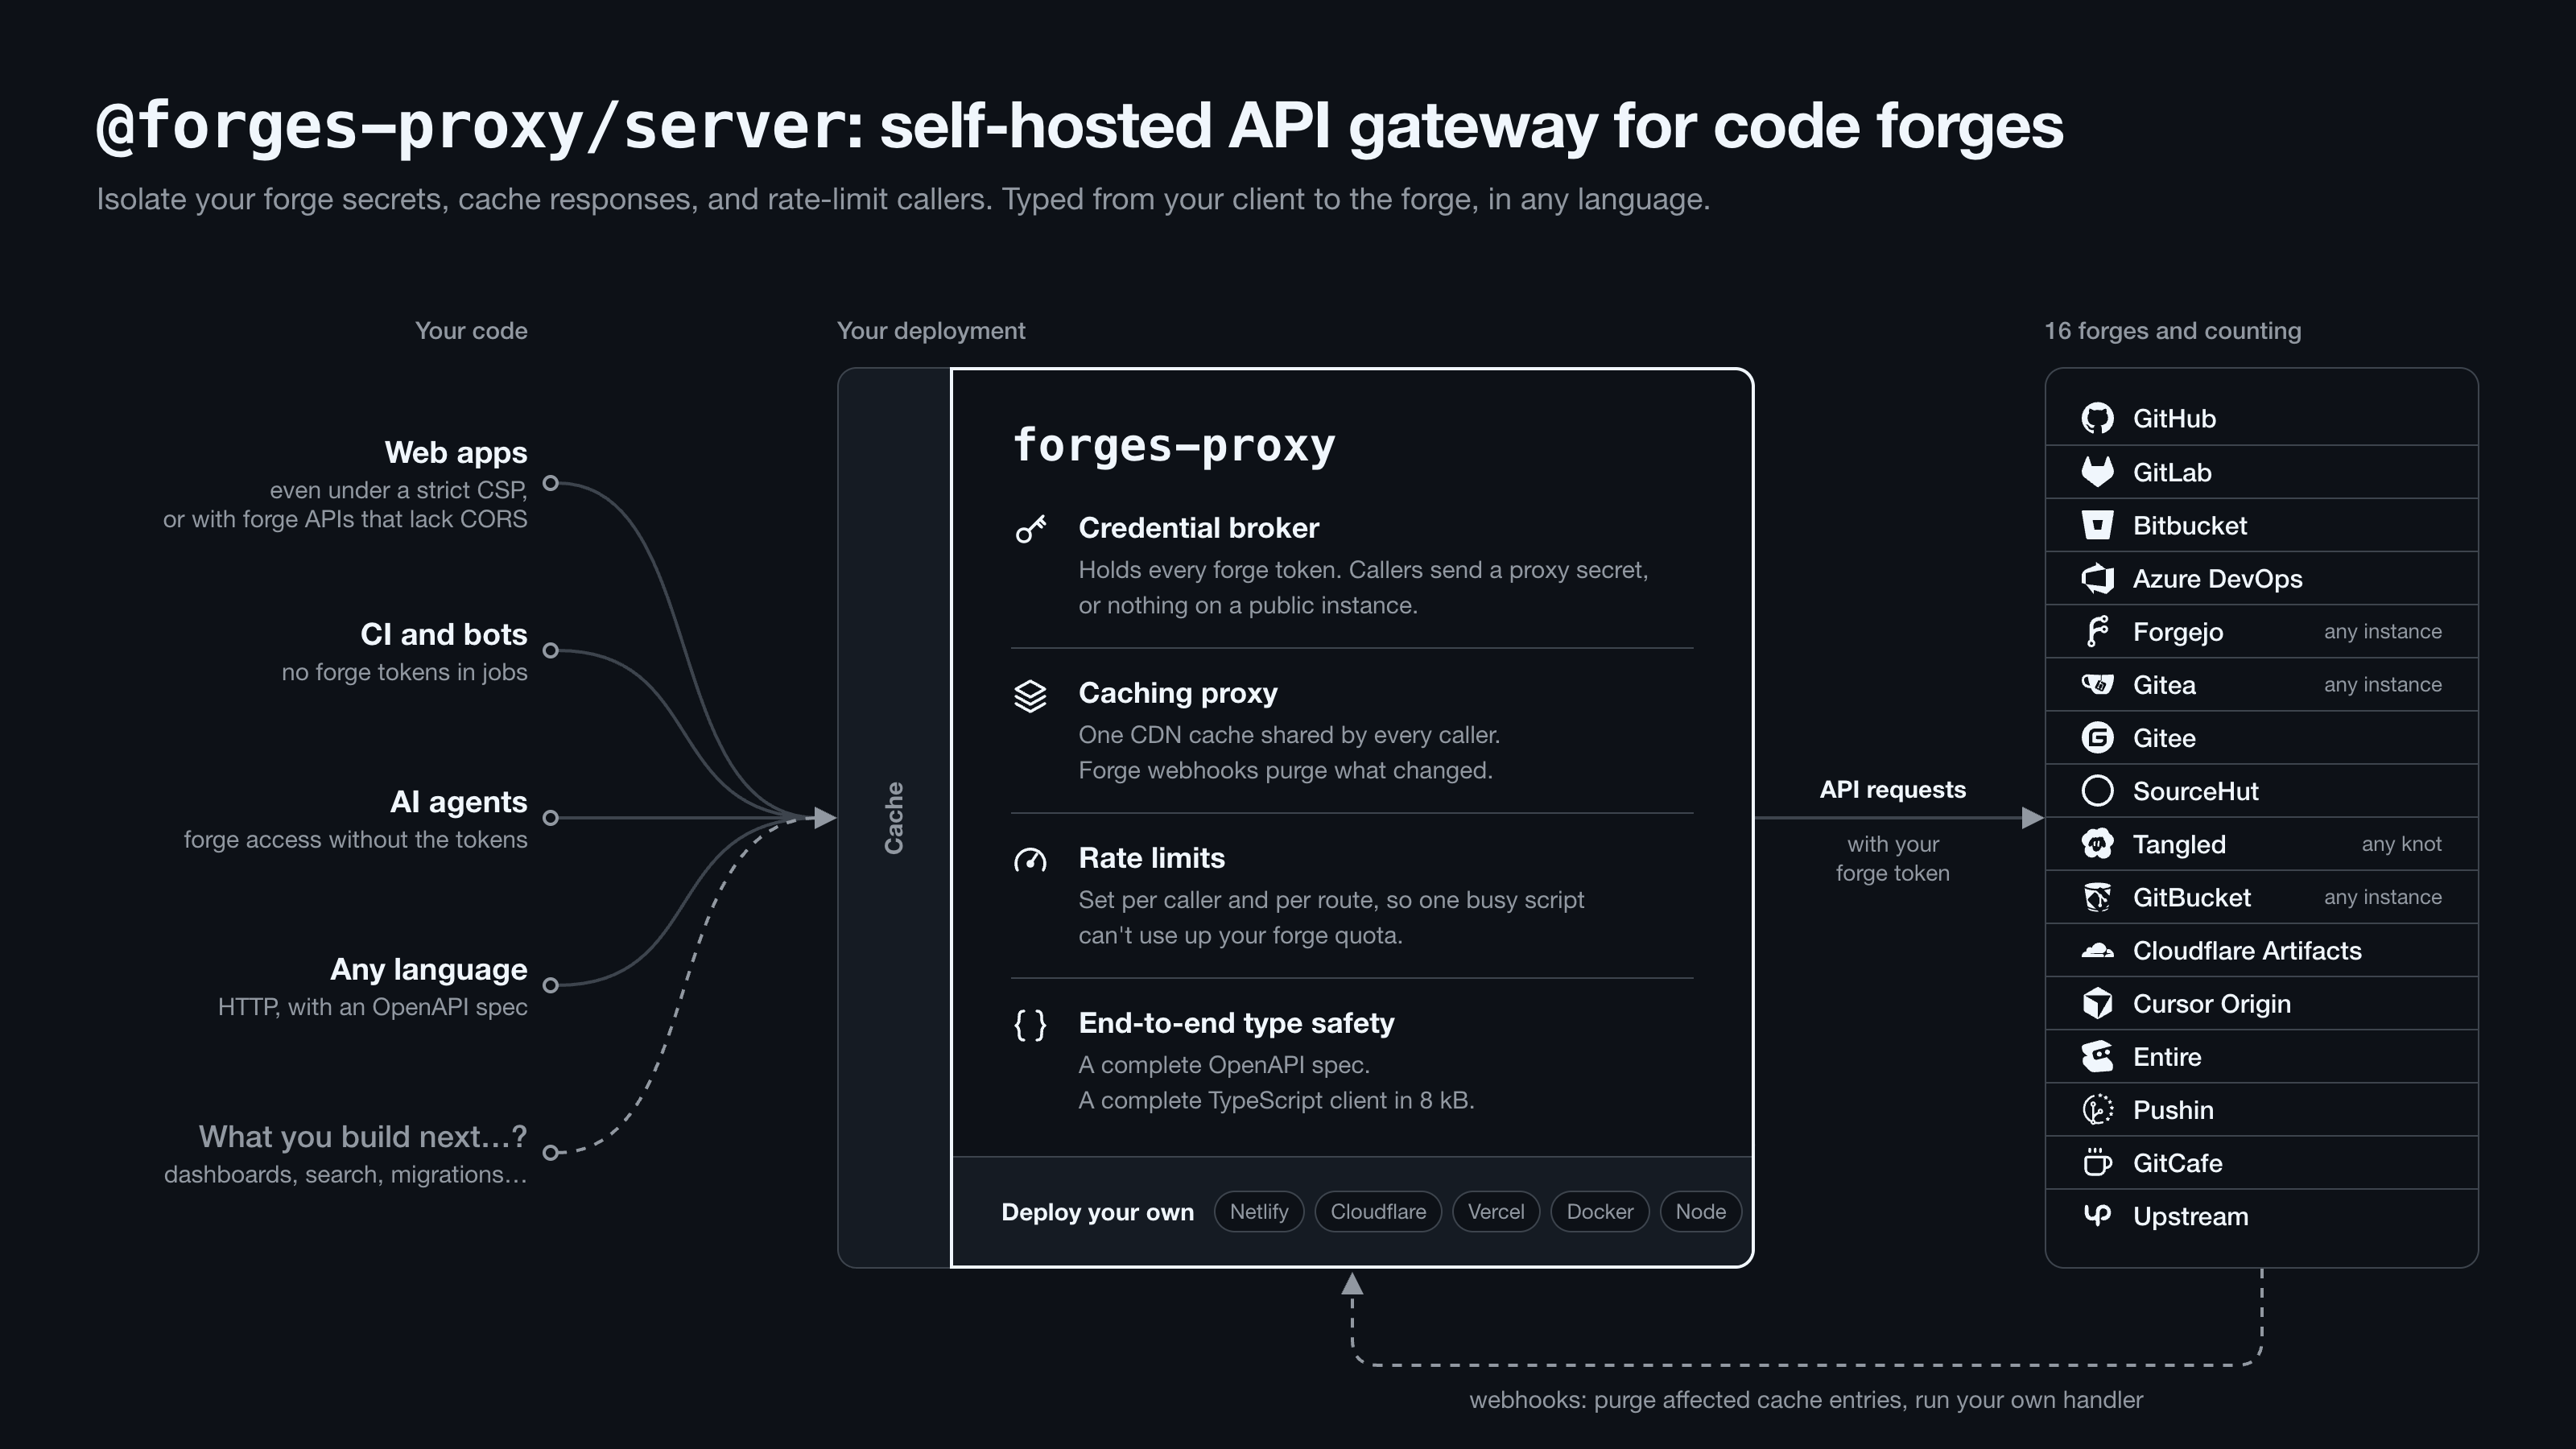 @forges-proxy/server: self-hosted API gateway for code forges
Isolate your forge secrets, cache responses, and rate-limit callers. Typed from your client to the forge, in any language.
Your code
Web apps
even under a strict CSP,
or with forge APIs that lack CORS
CI and bots
no forge tokens in jobs
AI agents
forge access without the tokens
Any language
HTTP, with an OpenAPI spec
What you build next…?
dashboards, search, migrations…
Your deployment
Cache
forges-proxy
Credential broker
Holds every forge token. Callers send a proxy secret,
or nothing on a public instance.
Caching proxy
One CDN cache shared by every caller.
Forge webhooks purge what changed.
Rate limits
Set per caller and per route, so one busy script
can't use up your forge quota.
End-to-end type safety
A complete OpenAPI spec.
A complete TypeScript client in 8 kB.
Deploy your own Netlify Cloudflare Vercel Docker Node
API requests
with your
forge token
16 forges and counting
GitHub
GitLab
Bitbucket
Azure DevOps
Forgejo any instance
Gitea any instance
Gitee
SourceHut
Tangled any knot
GitBucket any instance
Cloudflare Artifacts
Cursor Origin
Entire
Pushin
GitCafe
Upstream
webhooks: purge affected cache entries, run your own handler